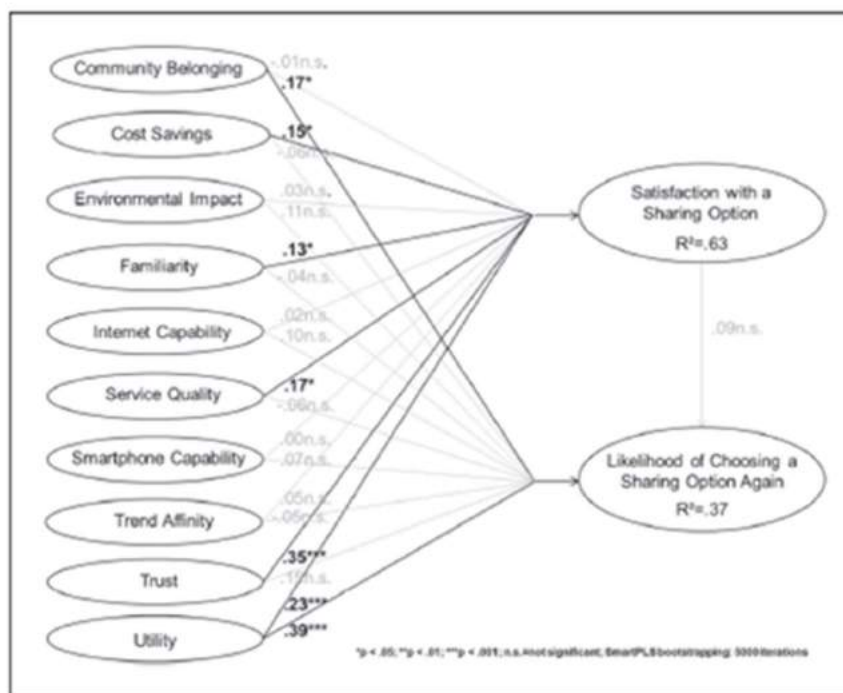 Community Belonging
-.01n.s.
.17*
Cost Savings
.15*
-.06n.s.
Environmental Impact
.03n.s.
.11n.s.
Familiarity
.13*
-.04n.s.
Internet Capability
.02n.s.
.10n.s.
Service Quality
.17*
-.06n.s.
Smartphone Capability
.00n.s.
.07n.s.
Trend Affinity
.05n.s.
-.05n.s.
Trust
.35***
.15n.s.
Utility
.23***
.39***
Satisfaction with a
Sharing Option
R²=.63
.09n.s.
Likelihood of Choosing a
Sharing Option Again
R²=.37
*p < .05; **p < .01; ***p < .001; n.s.=not significant; SmartPLS bootstrapping: 5000 iterations